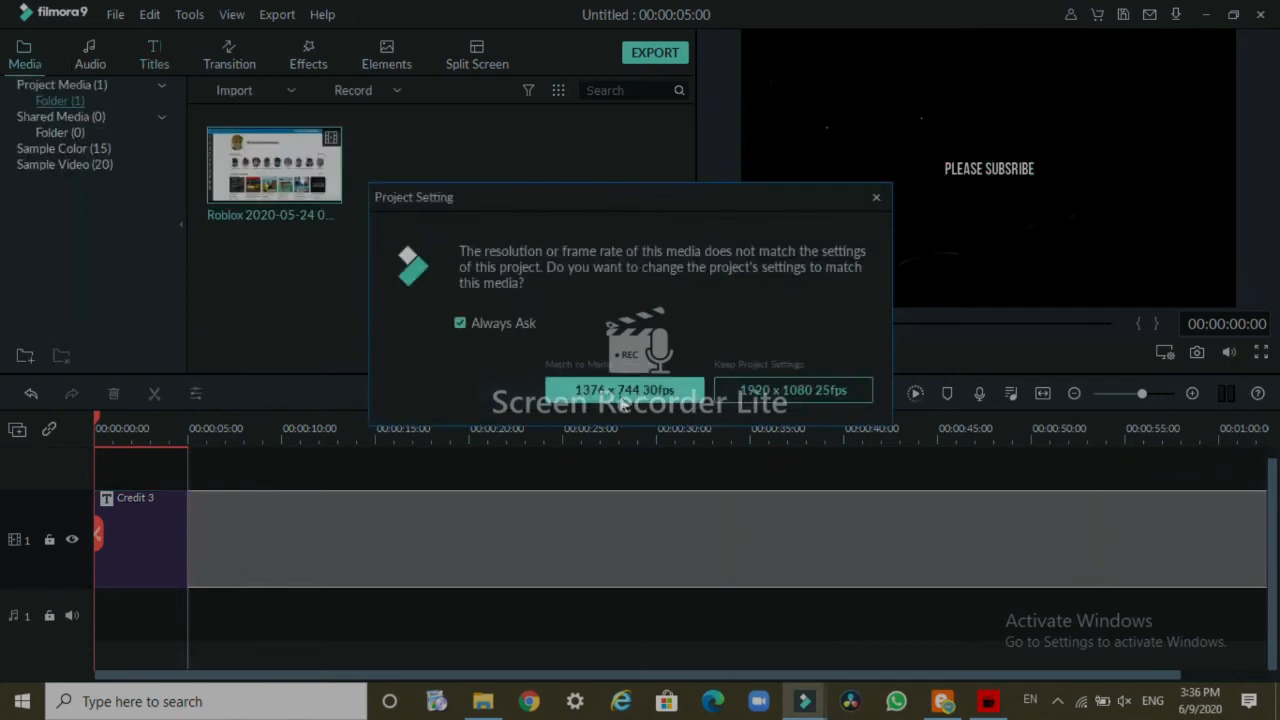 filmora9 File Edit Tools View Export Help Untitled : 00:00:05:00
Media Audio Titles Transition Effects Elements Split Screen EXPORT
Project Media (1)
Folder (1)
Shared Media (0)
Folder (0)
Sample Color (15)
Sample Video (20)
Import Record Search
Roblox 2020-05-24 0...
PLEASE SUBSRIBE
Project Setting
The resolution or frame rate of this media does not match the settings
of this project. Do you want to change the project's settings to match
this media?
Always Ask
REC
Match to Media:
Keep Project Settings:
1376 x 744 30fps
1920 x 1080 25fps
Screen Recorder Lite
00:00:00:00
00:00:00:00 00:00:05:00 00:00:10:00 00:00:15:00 00:00:20:00 00:00:25:00 00:00:30:00 00:00:35:00 00:00:40:00 00:00:45:00 00:00:50:00 00:00:55:00 00:01:00:0
T Credit 3
1
1
Activate Windows
Go to Settings to activate Windows.
Type here to search
EN ENG
3:36 PM
6/9/2020